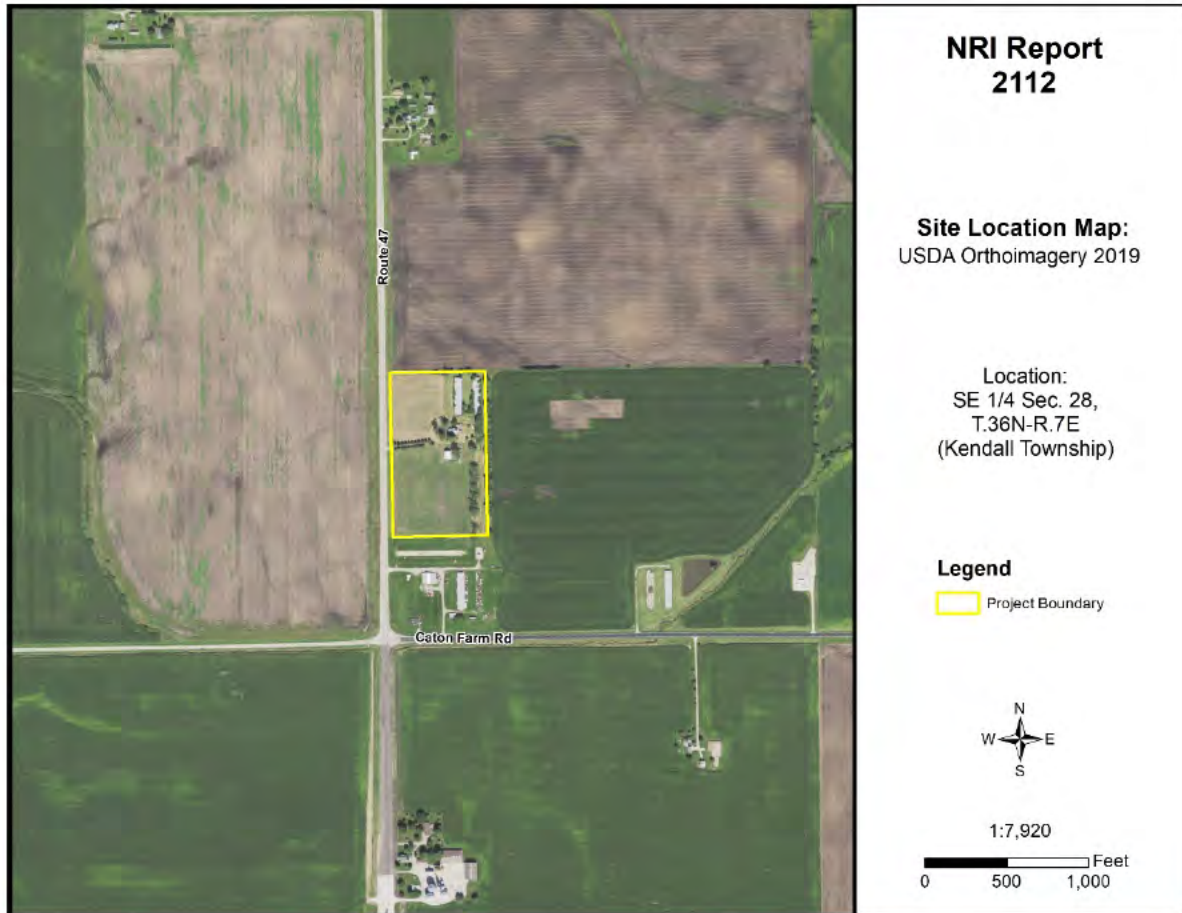 NRI Report
2112
Site Location Map:
USDA Orthoimagery 2019
Location:
SE 1/4 Sec. 28,
T.36N-R.7E
(Kendall Township)
Legend
Project Boundary
N
W E
S
1:7,920
Feet
0 500 1,000
Route 47
Caton Farm Rd